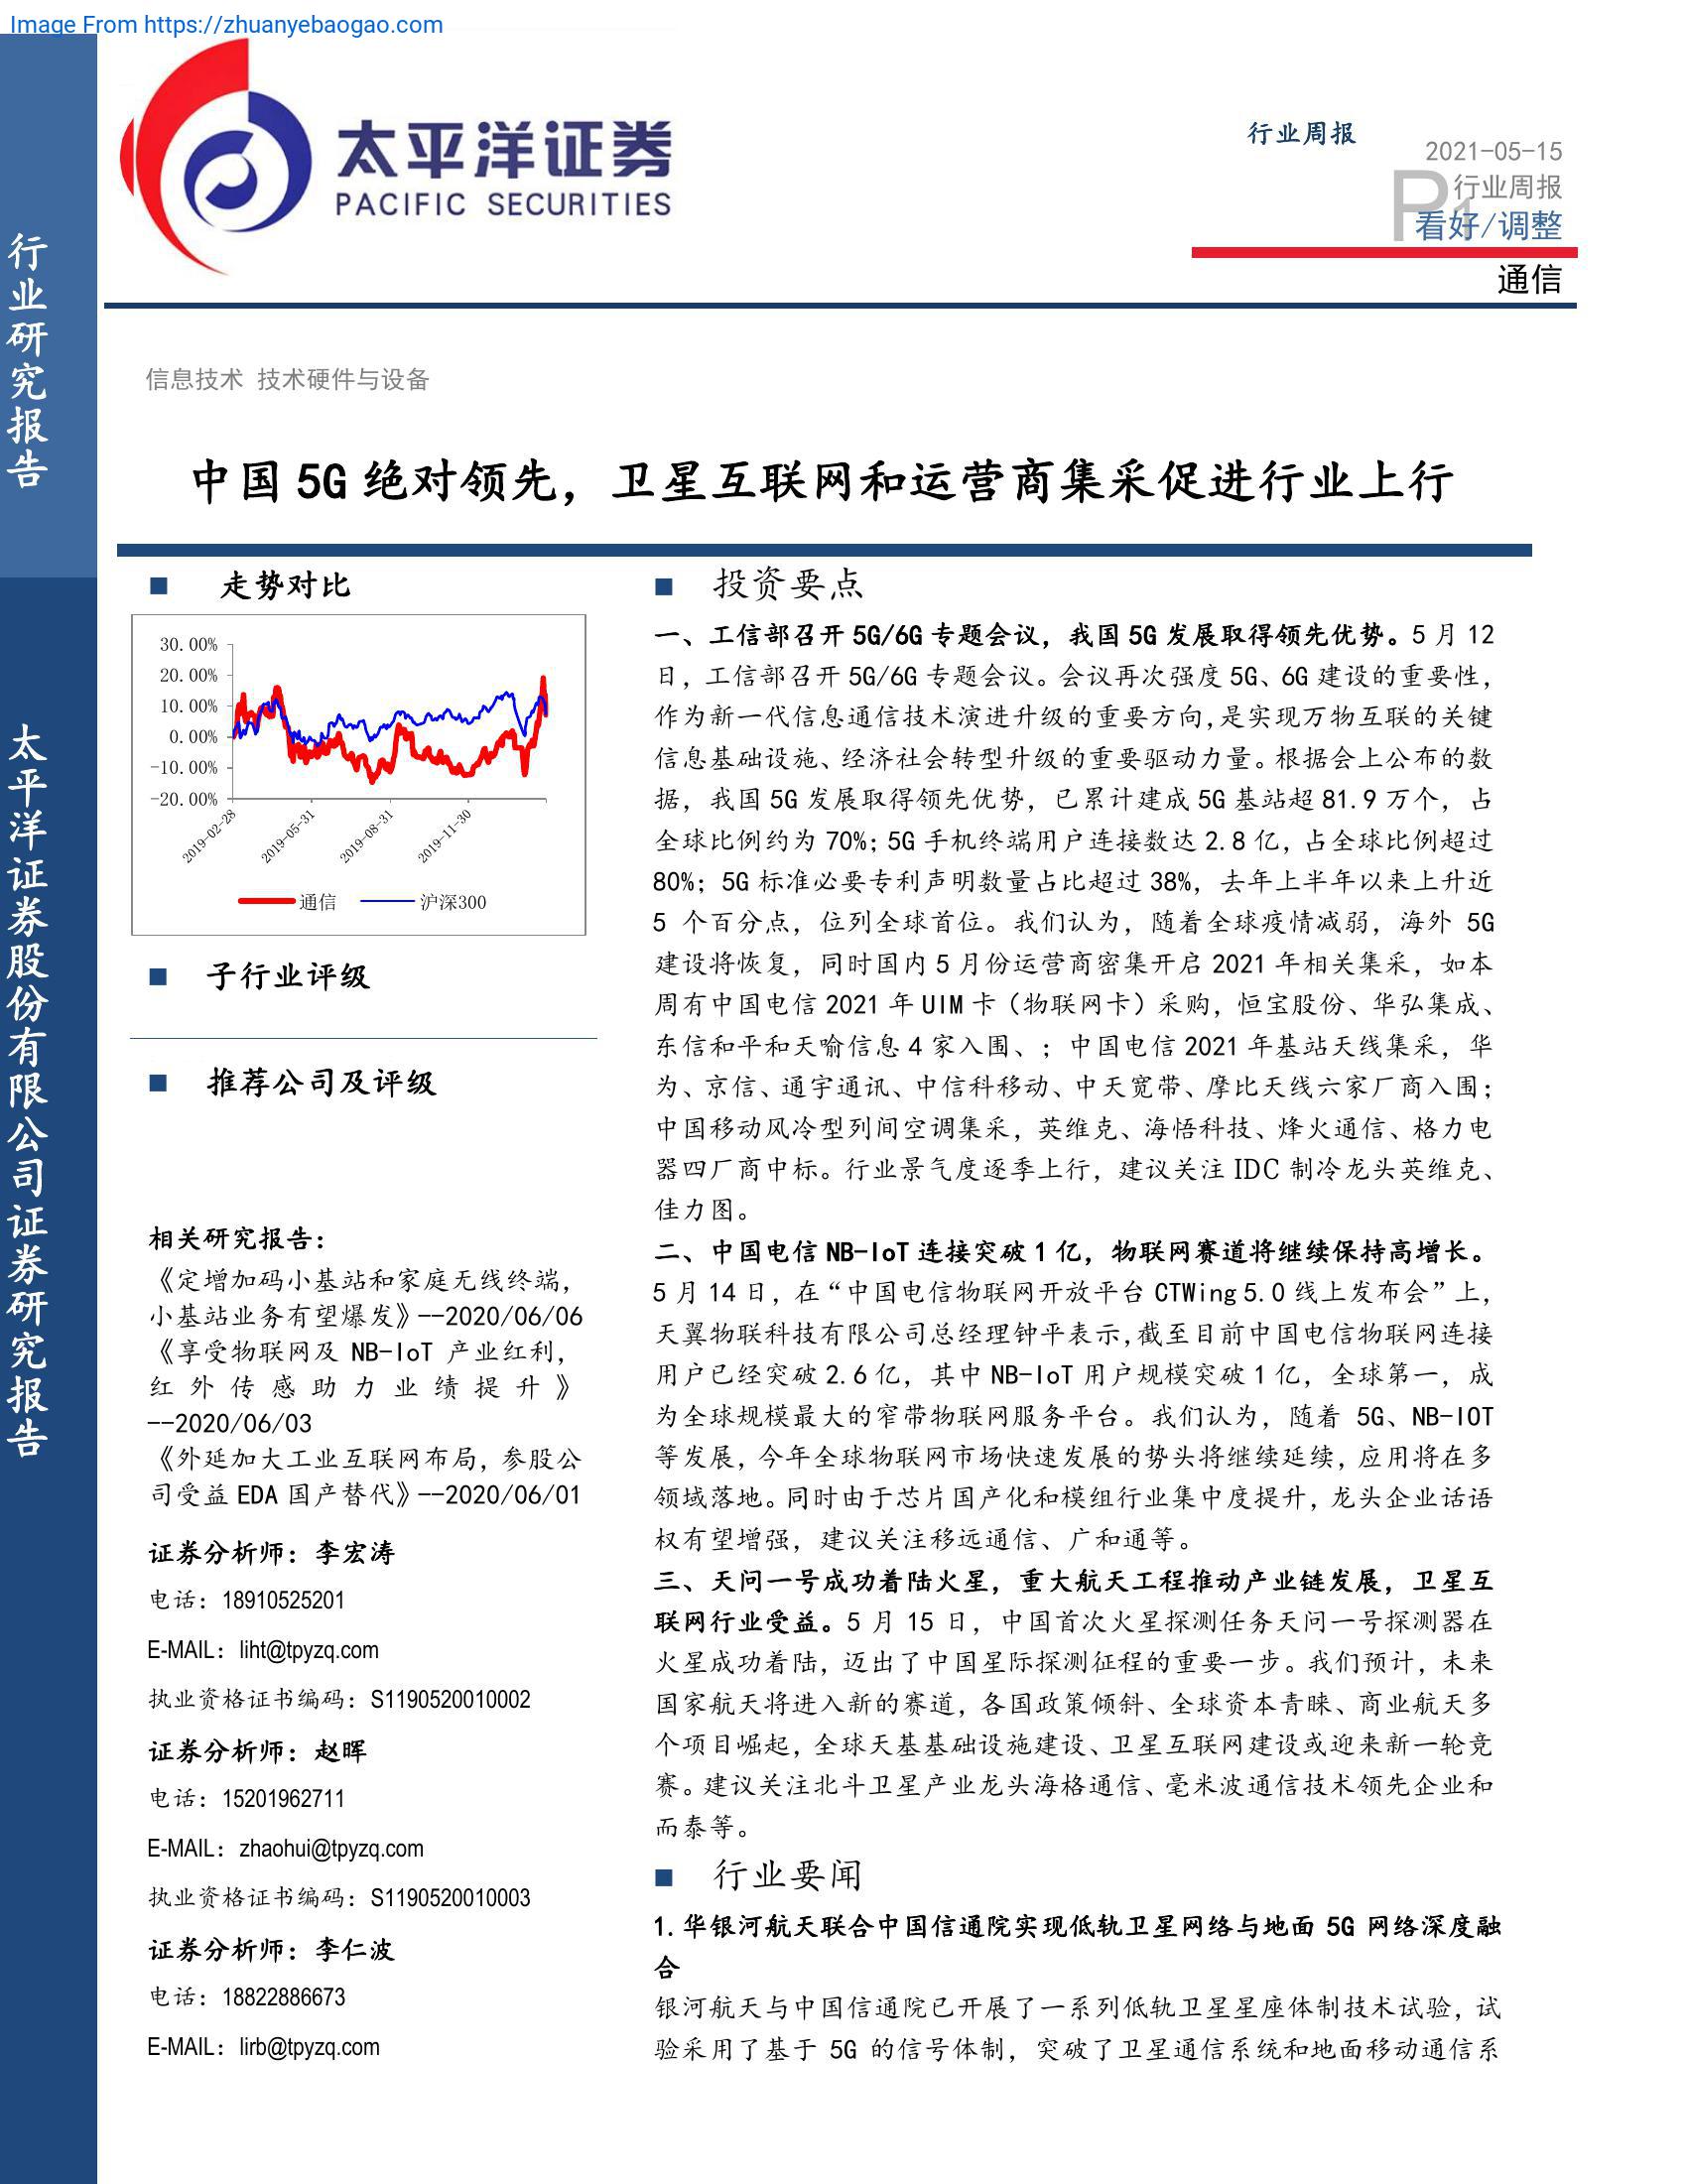 Image From https://zhuanyebaogao.com
太平洋证券
PACIFIC SECURITIES
行业周报
2021-05-15
P1
行业周报
看好/调整
通信
行业研究报告
太平洋证券股份有限公司证券研究报告
信息技术 技术硬件与设备
中国 5G 绝对领先，卫星互联网和运营商集采促进行业上行
■ 走势对比
30.00%
20.00%
10.00%
0.00%
-10.00%
-20.00%
2019-02-28
2019-05-31
2019-08-31
2019-11-30
通信 沪深300
■ 子行业评级
■ 推荐公司及评级
相关研究报告：
《定增加码小基站和家庭无线终端，
小基站业务有望爆发》--2020/06/06
《享受物联网及 NB-IoT 产业红利，
红外传感助力业绩提升》
--2020/06/03
《外延加大工业互联网布局，参股公
司受益 EDA 国产替代》--2020/06/01
证券分析师：李宏涛
电话：18910525201
E-MAIL：liht@tpyzq.com
执业资格证书编码：S1190520010002
证券分析师：赵晖
电话：15201962711
E-MAIL：zhaohui@tpyzq.com
执业资格证书编码：S1190520010003
证券分析师：李仁波
电话：18822886673
E-MAIL：lirb@tpyzq.com
■ 投资要点
一、工信部召开 5G/6G 专题会议，我国 5G 发展取得领先优势。5 月 12
日，工信部召开 5G/6G 专题会议。会议再次强度 5G、6G 建设的重要性，
作为新一代信息通信技术演进升级的重要方向,是实现万物互联的关键
信息基础设施、经济社会转型升级的重要驱动力量。根据会上公布的数
据，我国 5G 发展取得领先优势，已累计建成 5G 基站超 81.9 万个，占
全球比例约为 70%；5G 手机终端用户连接数达 2.8 亿，占全球比例超过
80%；5G 标准必要专利声明数量占比超过 38%，去年上半年以来上升近
5 个百分点，位列全球首位。我们认为，随着全球疫情减弱，海外 5G
建设将恢复，同时国内 5 月份运营商密集开启 2021 年相关集采，如本
周有中国电信 2021 年 UIM 卡（物联网卡）采购，恒宝股份、华弘集成、
东信和平和天喻信息 4 家入围、；中国电信 2021 年基站天线集采，华
为、京信、通宇通讯、中信科移动、中天宽带、摩比天线六家厂商入围；
中国移动风冷型列间空调集采，英维克、海悟科技、烽火通信、格力电
器四厂商中标。行业景气度逐季上行，建议关注 IDC 制冷龙头英维克、
佳力图。
二、中国电信 NB-IoT 连接突破 1 亿，物联网赛道将继续保持高增长。
5 月 14 日，在“中国电信物联网开放平台 CTWing 5.0 线上发布会”上，
天翼物联科技有限公司总经理钟平表示,截至目前中国电信物联网连接
用户已经突破 2.6 亿，其中 NB-IoT 用户规模突破 1 亿，全球第一，成
为全球规模最大的窄带物联网服务平台。我们认为，随着 5G、NB-IOT
等发展，今年全球物联网市场快速发展的势头将继续延续，应用将在多
领域落地。同时由于芯片国产化和模组行业集中度提升，龙头企业话语
权有望增强，建议关注移远通信、广和通等。
三、天问一号成功着陆火星，重大航天工程推动产业链发展，卫星互
联网行业受益。5 月 15 日，中国首次火星探测任务天问一号探测器在
火星成功着陆，迈出了中国星际探测征程的重要一步。我们预计，未来
国家航天将进入新的赛道，各国政策倾斜、全球资本青睐、商业航天多
个项目崛起，全球天基基础设施建设、卫星互联网建设或迎来新一轮竞
赛。建议关注北斗卫星产业龙头海格通信、毫米波通信技术领先企业和
而泰等。
■ 行业要闻
1.华银河航天联合中国信通院实现低轨卫星网络与地面 5G 网络深度融
合
银河航天与中国信通院已开展了一系列低轨卫星星座体制技术试验，试
验采用了基于 5G 的信号体制，突破了卫星通信系统和地面移动通信系